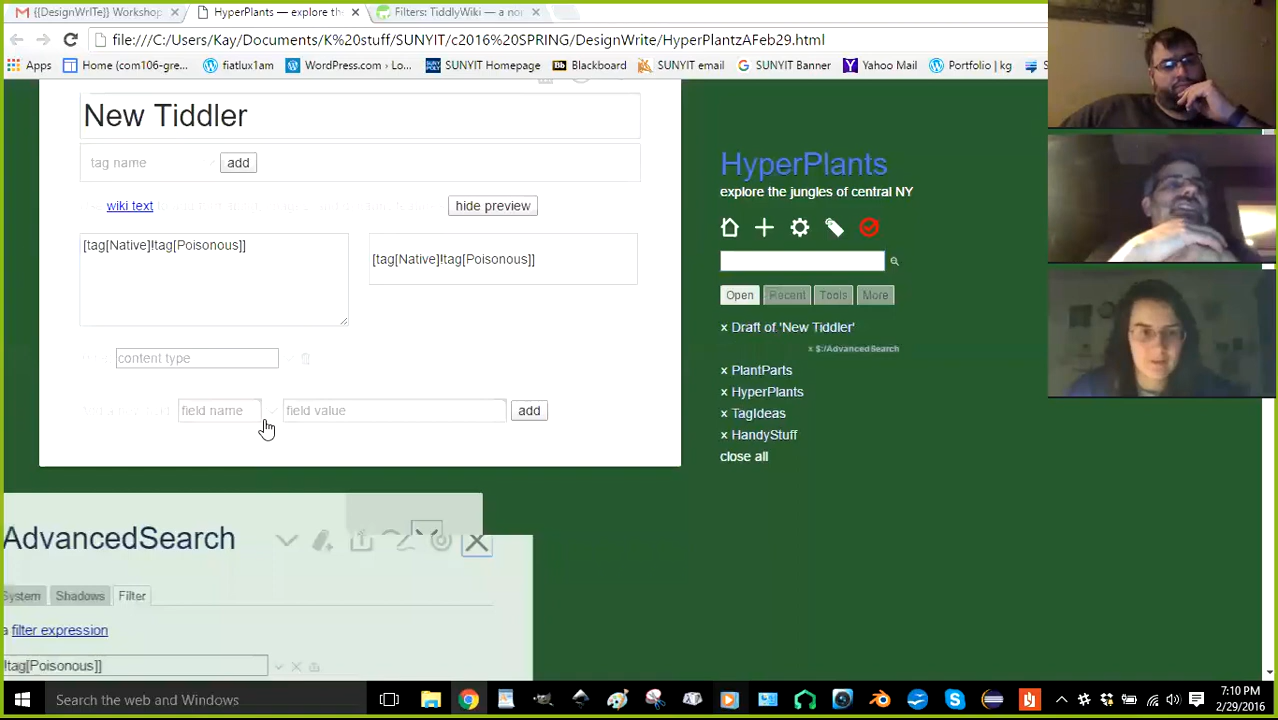 {{DesignWrITe}} Workshop
HyperPlants — explore th
Filters: TiddlyWiki — a no
file:///C:/Users/Kay/Documents/K%20stuff/SUNYIT/c2016%20SPRING/DesignWrite/HyperPlantzAFeb29.html
Apps Home (com106-gre... fiatlux1am WordPress.com › Lo... SUNYIT Homepage Blackboard SUNYIT email SUNYIT Banner Yahoo Mail Portfolio | kg
New Tiddler
tag name add
wiki text hide preview
[tag[Native]!tag[Poisonous]]
[tag[Native]!tag[Poisonous]]
content type
field name field value add
HyperPlants
explore the jungles of central NY
Open Recent Tools More
× Draft of 'New Tiddler'
× $:/AdvancedSearch
× PlantParts
× HyperPlants
× TagIdeas
× HandyStuff
close all
AdvancedSearch
System Shadows Filter
a filter expression
!tag[Poisonous]]
Search the web and Windows
7:10 PM
2/29/2016